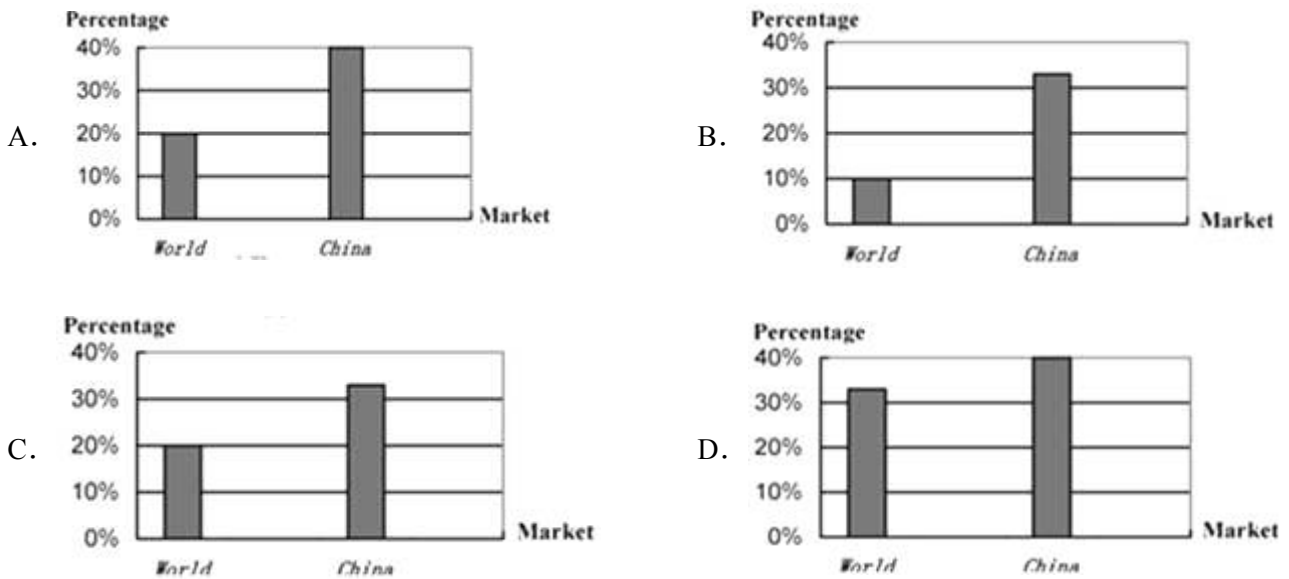 A.
Percentage
40%
30%
20%
10%
0%
World
China
Market
B.
Percentage
40%
30%
20%
10%
0%
World
China
Market
C.
Percentage
40%
30%
20%
10%
0%
World
China
Market
D.
Percentage
40%
30%
20%
10%
0%
World
China
Market